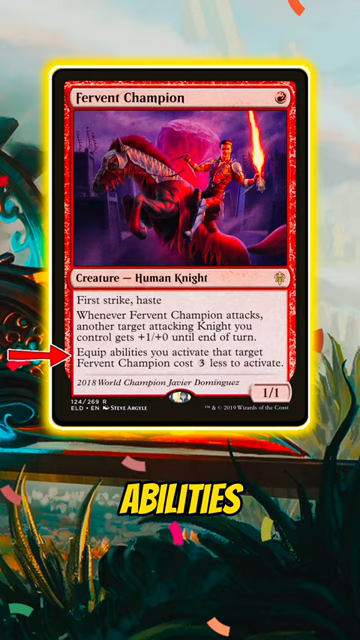 Fervent Champion
Creature — Human Knight
First strike, haste
Whenever Fervent Champion attacks,
another target attacking Knight you
control gets +1/+0 until end of turn.
Equip abilities you activate that target
Fervent Champion cost 3 less to activate.
2018 World Champion Javier Domínguez
1/1
124/269 R
ELD • EN Steve Argyle
™ & © 2019 Wizards of the Coast
ABILITIES